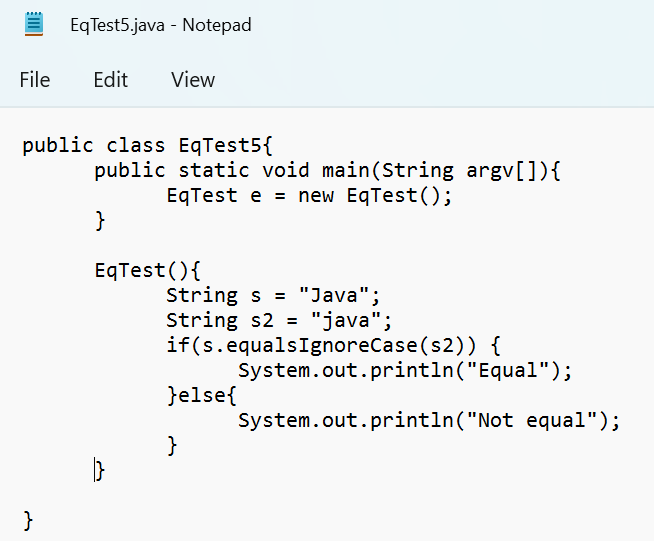 EqTest5.java - Notepad
File Edit View
public class EqTest5{
public static void main(String argv[]){
EqTest e = new EqTest();
}
EqTest(){
String s = "Java";
String s2 = "java";
if(s.equalsIgnoreCase(s2)) {
System.out.println("Equal");
}else{
System.out.println("Not equal");
}
}
}